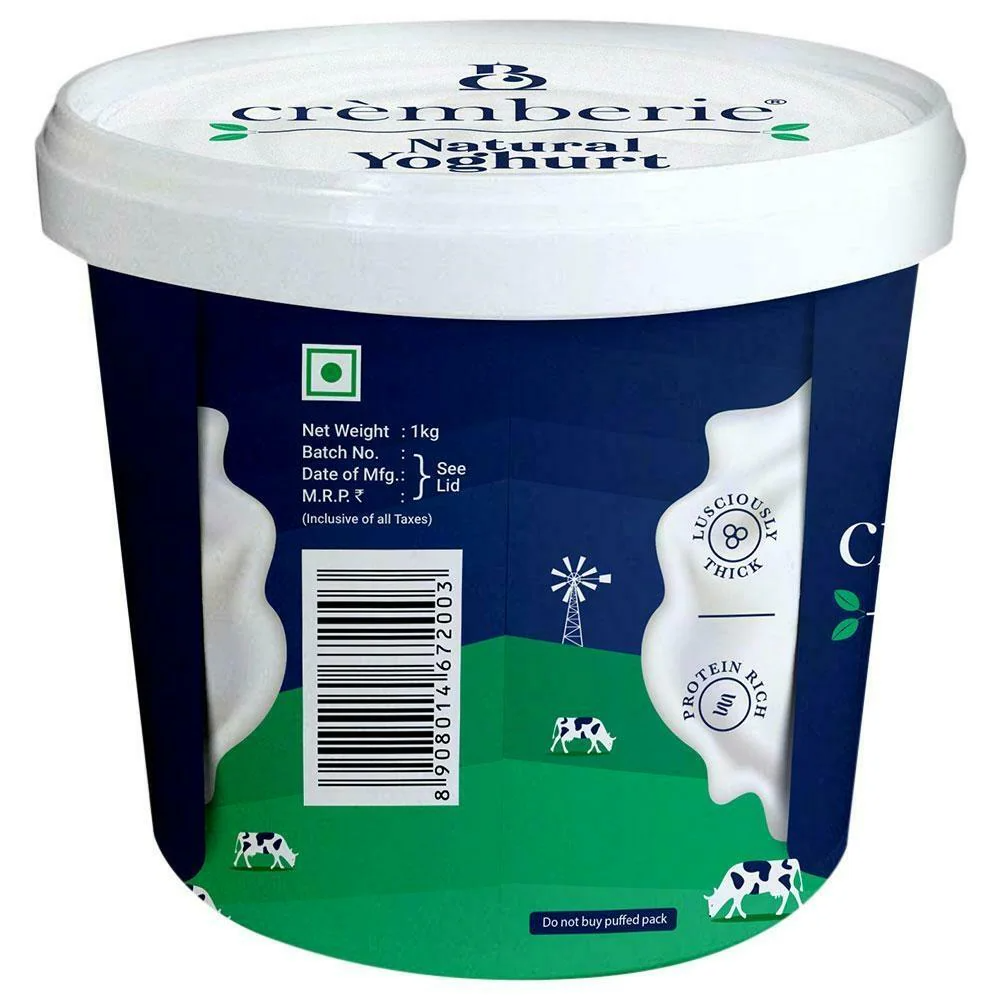 crèmberie®
Natural
Yoghurt
Net Weight : 1kg
Batch No. :
Date of Mfg.: } See
M.R.P. ₹ : Lid
(Inclusive of all Taxes)
8 908014 672003
LUSCIOUSLY
THICK
PROTEIN RICH
Do not buy puffed pack